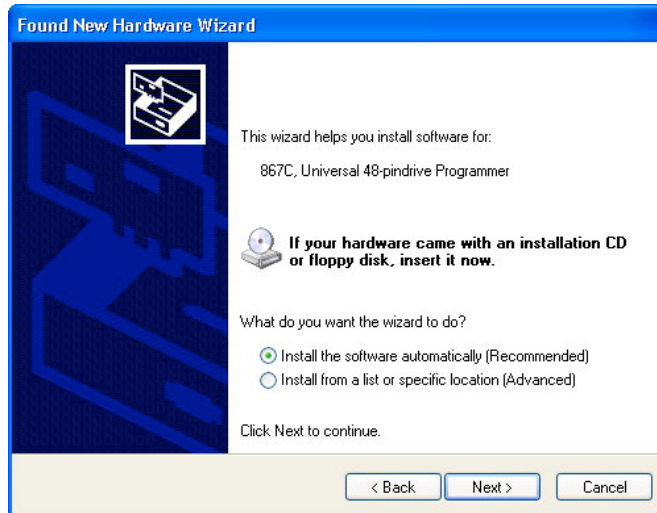 Found New Hardware Wizard
This wizard helps you install software for:
867C, Universal 48-pindrive Programmer
If your hardware came with an installation CD
or floppy disk, insert it now.
What do you want the wizard to do?
Install the software automatically (Recommended)
Install from a list or specific location (Advanced)
Click Next to continue.
< Back
Next >
Cancel